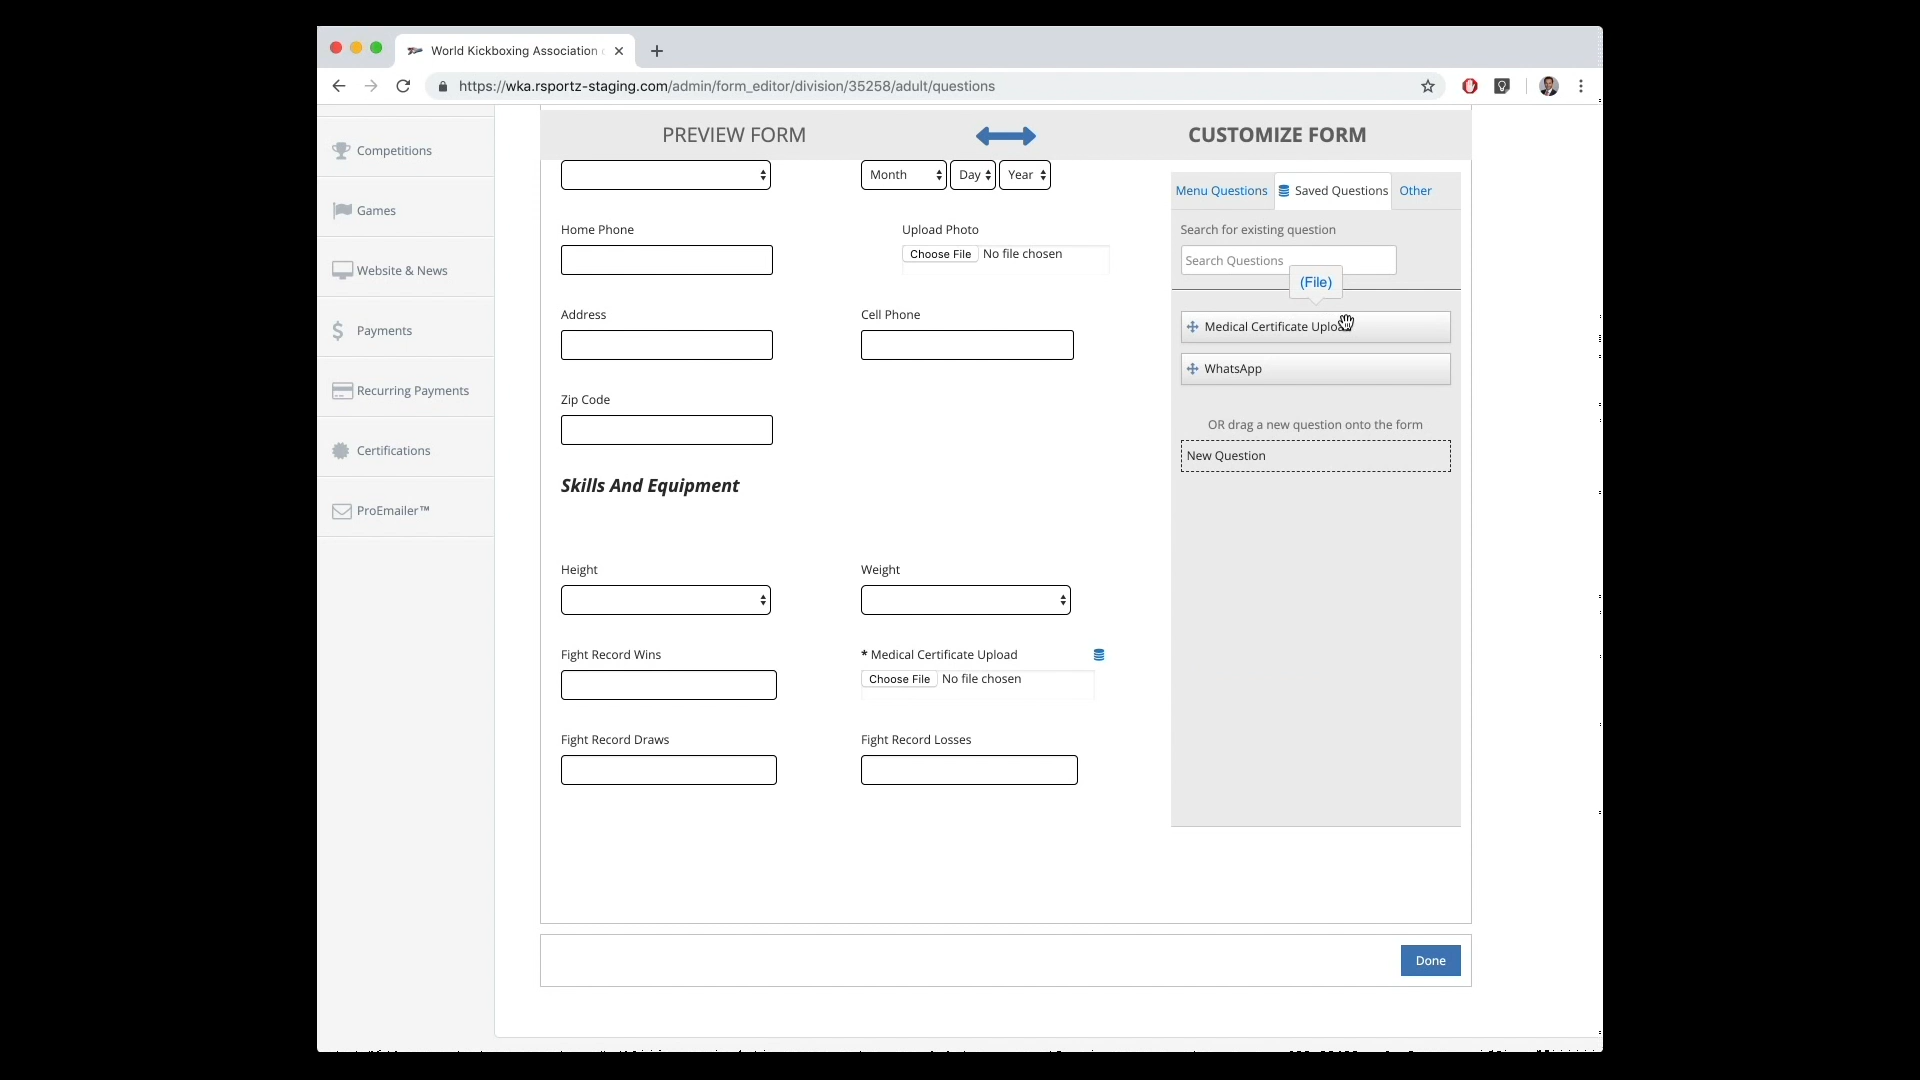 World Kickboxing Association
https://wka.rsportz-staging.com/admin/form_editor/division/35258/adult/questions
PREVIEW FORM
CUSTOMIZE FORM
Competitions
Games
Website & News
Payments
Recurring Payments
Certifications
ProEmailer™
Month
Day
Year
Home Phone
Upload Photo
Choose File No file chosen
Address
Cell Phone
Zip Code
Skills And Equipment
Height
Weight
Fight Record Wins
* Medical Certificate Upload
Choose File No file chosen
Fight Record Draws
Fight Record Losses
Menu Questions
Saved Questions
Other
Search for existing question
Search Questions
(File)
Medical Certificate Upload
WhatsApp
OR drag a new question onto the form
New Question
Done